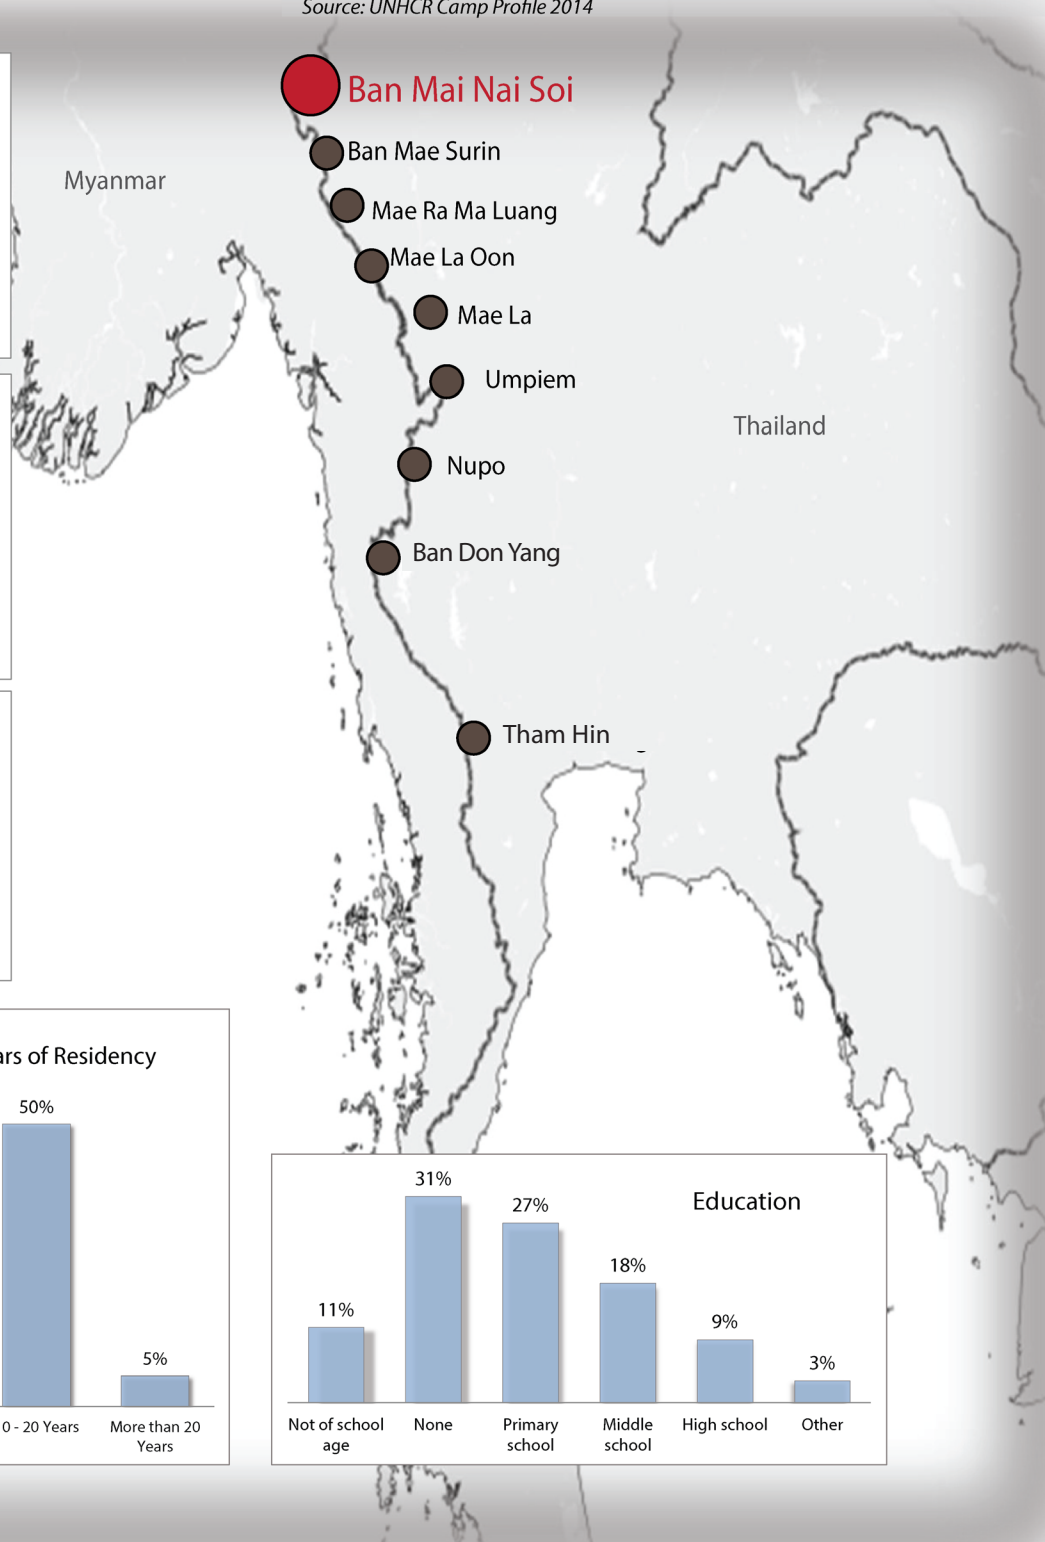 Source: UNHCR Camp Profile 2014
Ban Mai Nai Soi
Ban Mae Surin
Myanmar
Mae Ra Ma Luang
Mae La Oon
Mae La
Umpiem
Thailand
Nupo
Ban Don Yang
Tham Hin
ars of Residency
50%
5%
0 - 20 Years
More than 20
Years
Education
31%
27%
18%
11%
9%
3%
Not of school
age
None
Primary
school
Middle
school
High school
Other